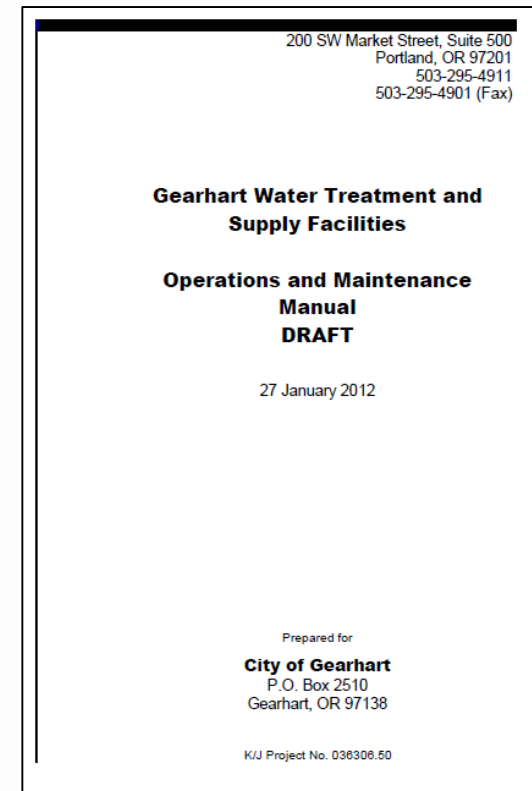 200 SW Market Street, Suite 500
Portland, OR 97201
503-295-4911
503-295-4901 (Fax)
Gearhart Water Treatment and
Supply Facilities
Operations and Maintenance
Manual
DRAFT
27 January 2012
Prepared for
City of Gearhart
P.O. Box 2510
Gearhart, OR 97138
K/J Project No. 036306.50